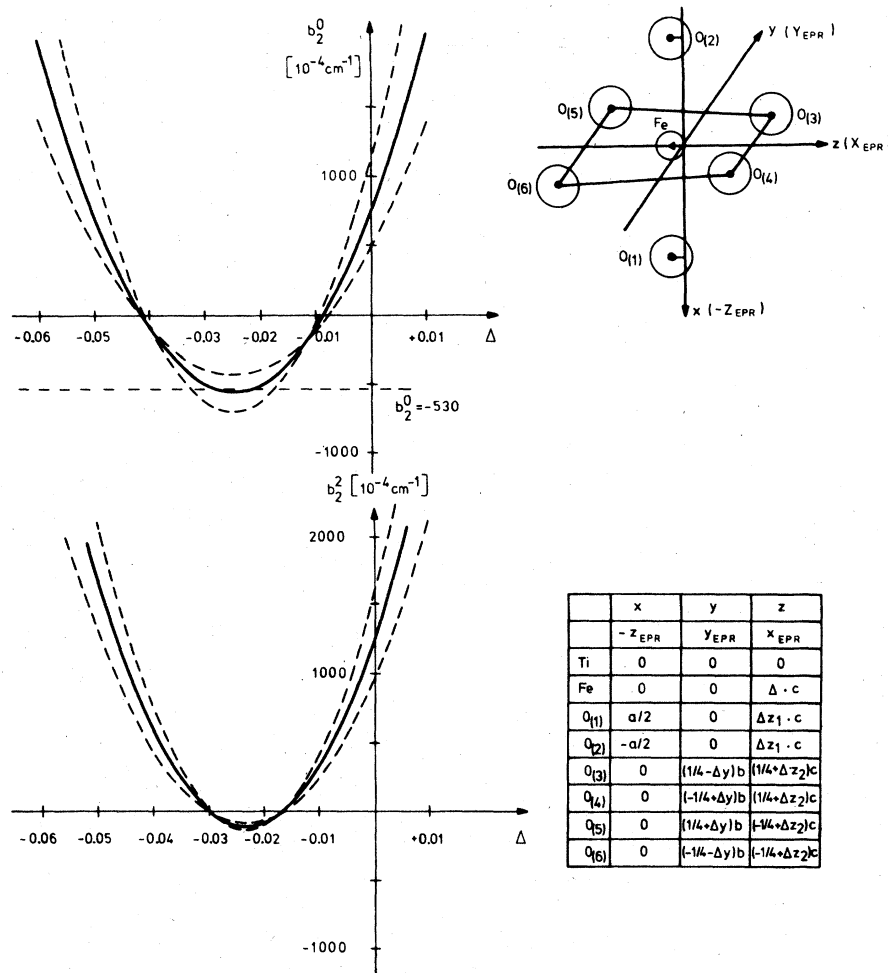 b₂⁰
[10⁻⁴cm⁻¹]
1000
-0.06 -0.05 -0.04 -0.03 -0.02 -0.01 +0.01 Δ
b₂⁰=-530
-1000
O(2)
y (Y_EPR)
O(5)
Fe
O(3)
z (X_EPR
O(6)
O(4)
O(1)
x (-Z_EPR)
b₂² [10⁻⁴cm⁻¹]
2000
1000
-0.06 -0.05 -0.04 -0.03 -0.02 -0.01 +0.01 Δ
-1000
x y z
-Z_EPR y_EPR x_EPR
Ti 0 0 0
Fe 0 0 Δ·c
O(1) a/2 0 Δz₁·c
O(2) -a/2 0 Δz₁·c
O(3) 0 (1/4-Δy)b (1/4+Δz₂)c
O(4) 0 (-1/4+Δy)b (1/4+Δz₂)c
O(5) 0 (1/4+Δy)b (-1/4+Δz₂)c
O(6) 0 (-1/4-Δy)b (-1/4+Δz₂)c